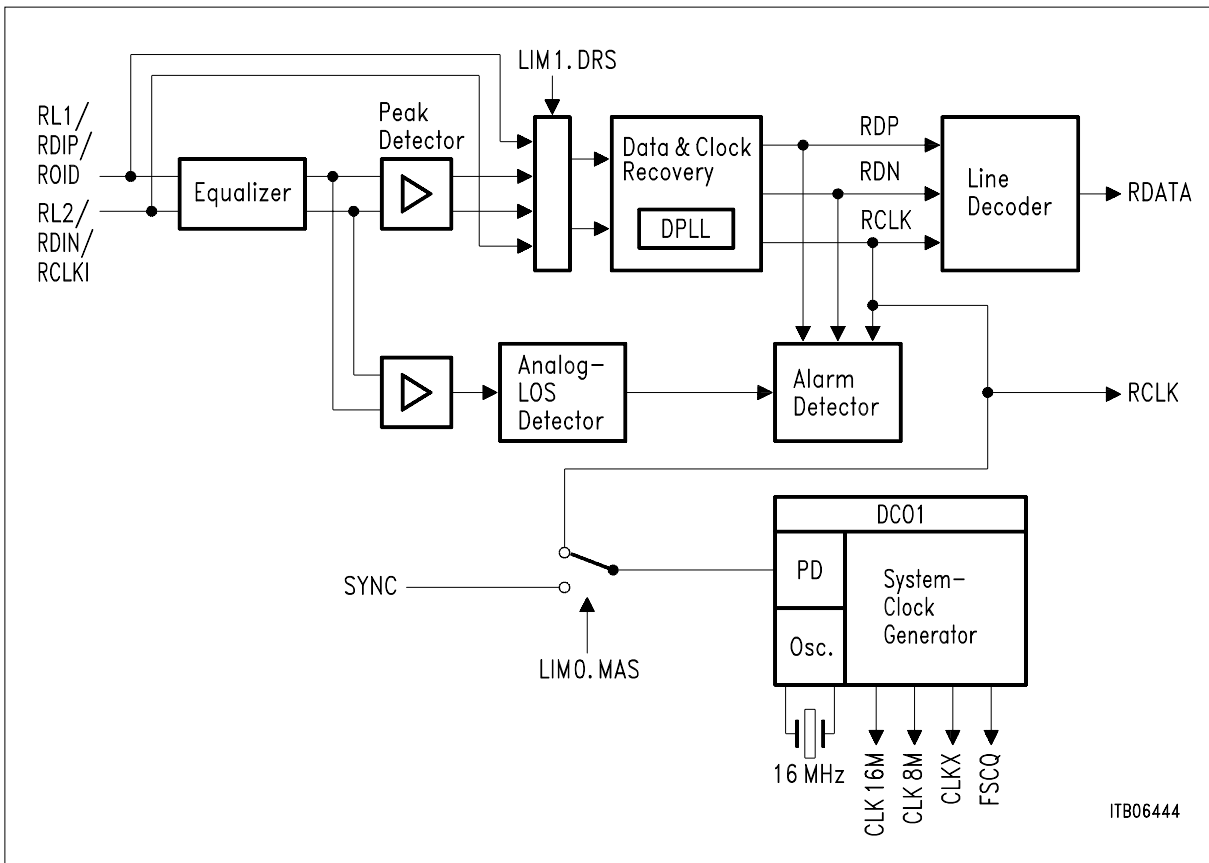 LIM1.DRS
RL1/
RDIP/
ROID
RL2/
RDIN/
RCLKI
Equalizer
Peak
Detector
Data & Clock
Recovery
DPLL
RDP
RDN
RCLK
Line
Decoder
RDATA
Analog-
LOS
Detector
Alarm
Detector
RCLK
SYNC
LIM0.MAS
DCO1
PD
Osc.
System-
Clock
Generator
16 MHz
CLK16M
CLK8M
CLKX
FSCQ
ITB06444